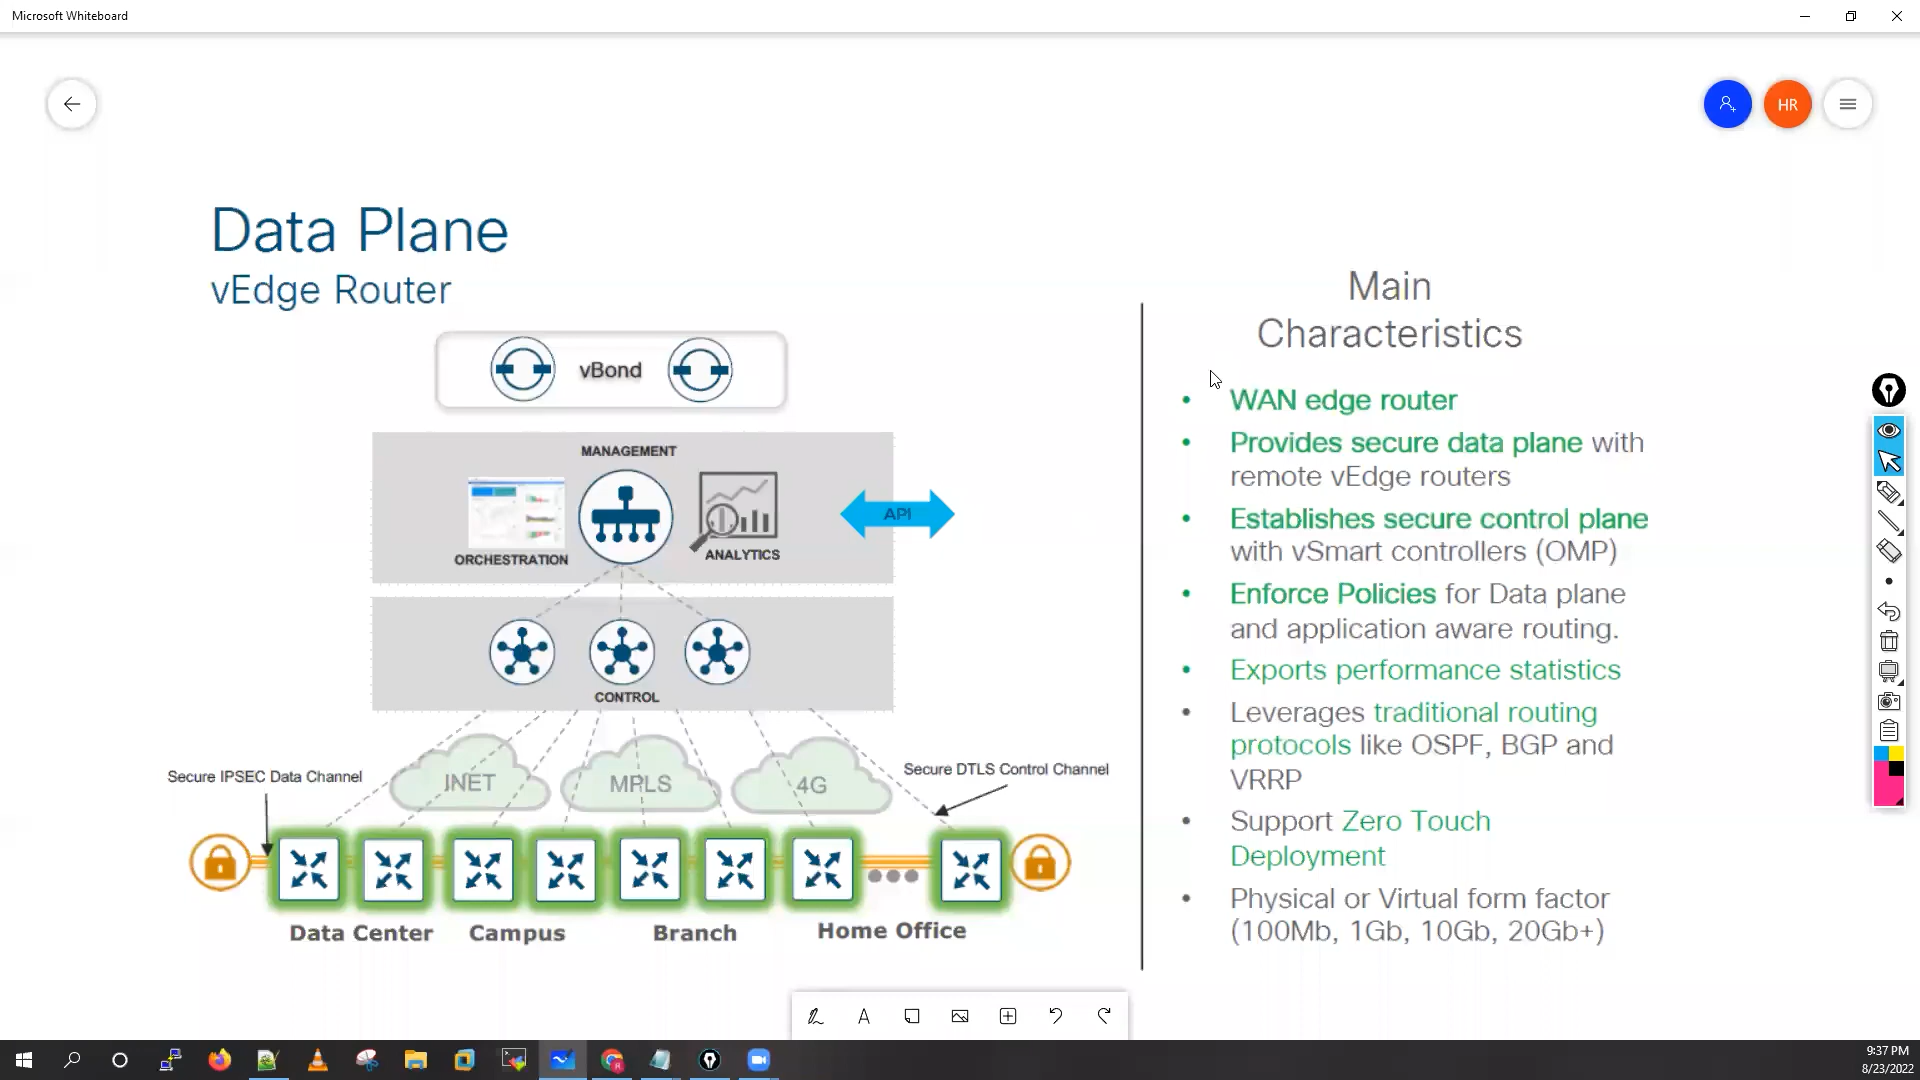 Microsoft Whiteboard
HR
Data Plane
vEdge Router
vBond
MANAGEMENT
ORCHESTRATION
ANALYTICS
API
CONTROL
INET
MPLS
4G
Secure IPSEC Data Channel
Secure DTLS Control Channel
Data Center
Campus
Branch
Home Office
Main
Characteristics
• WAN edge router
• Provides secure data plane with
remote vEdge routers
• Establishes secure control plane
with vSmart controllers (OMP)
• Enforce Policies for Data plane
and application aware routing.
• Exports performance statistics
• Leverages traditional routing
protocols like OSPF, BGP and
VRRP
• Support Zero Touch
Deployment
• Physical or Virtual form factor
(100Mb, 1Gb, 10Gb, 20Gb+)
9:37 PM
8/23/2022